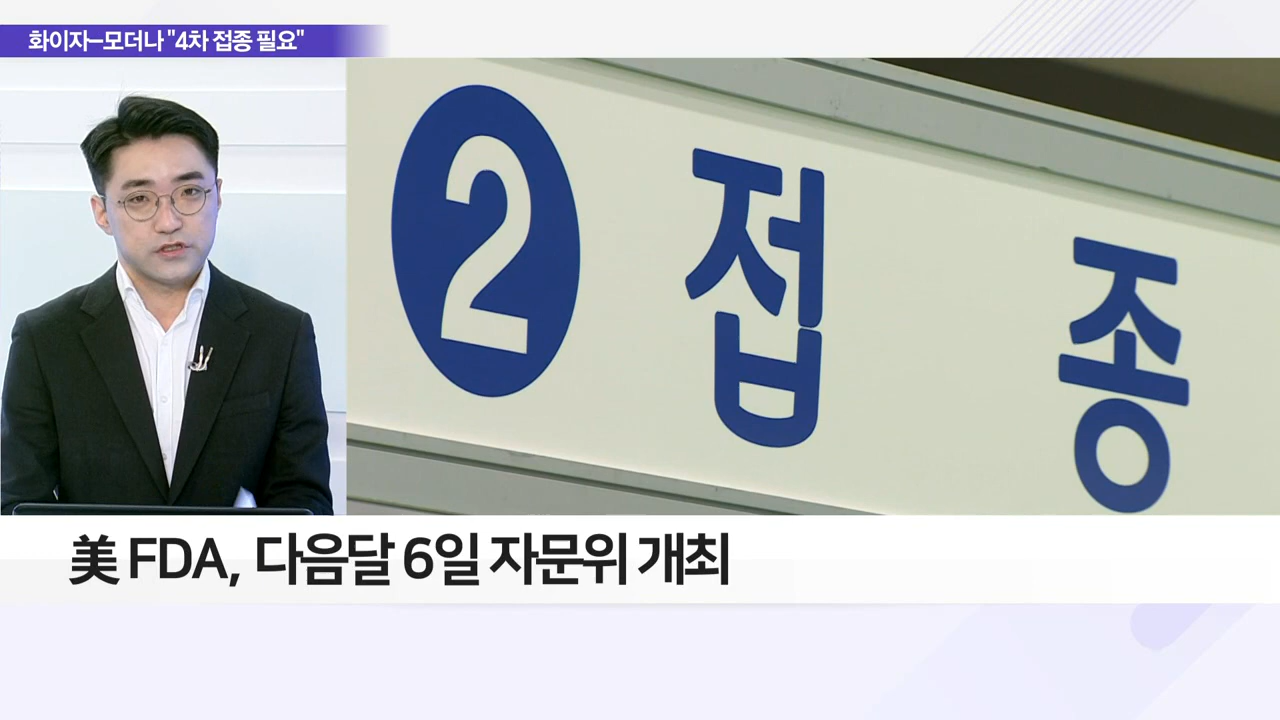 화이자-모더나 "4차 접종 필요"
2 접 종
美 FDA, 다음달 6일 자문위 개최